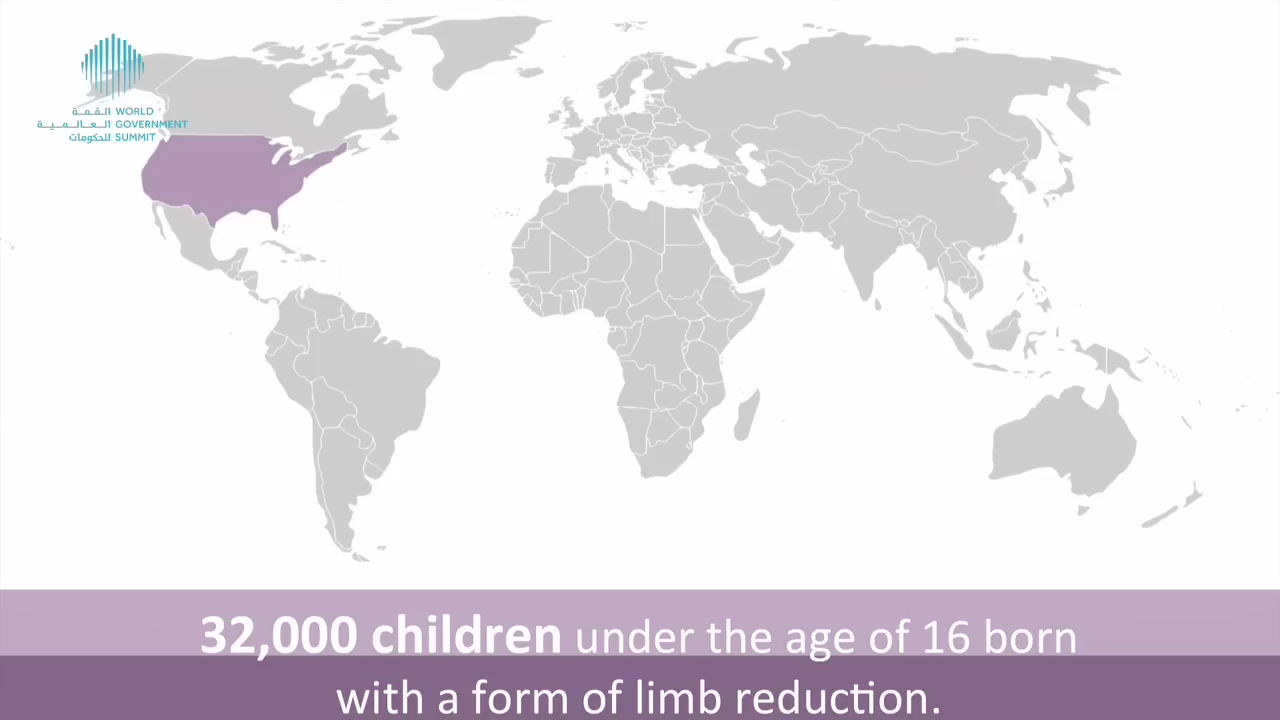 القمة WORLD
العالمية GOVERNMENT
للحكومات SUMMIT
32,000 children under the age of 16 born
with a form of limb reduction.